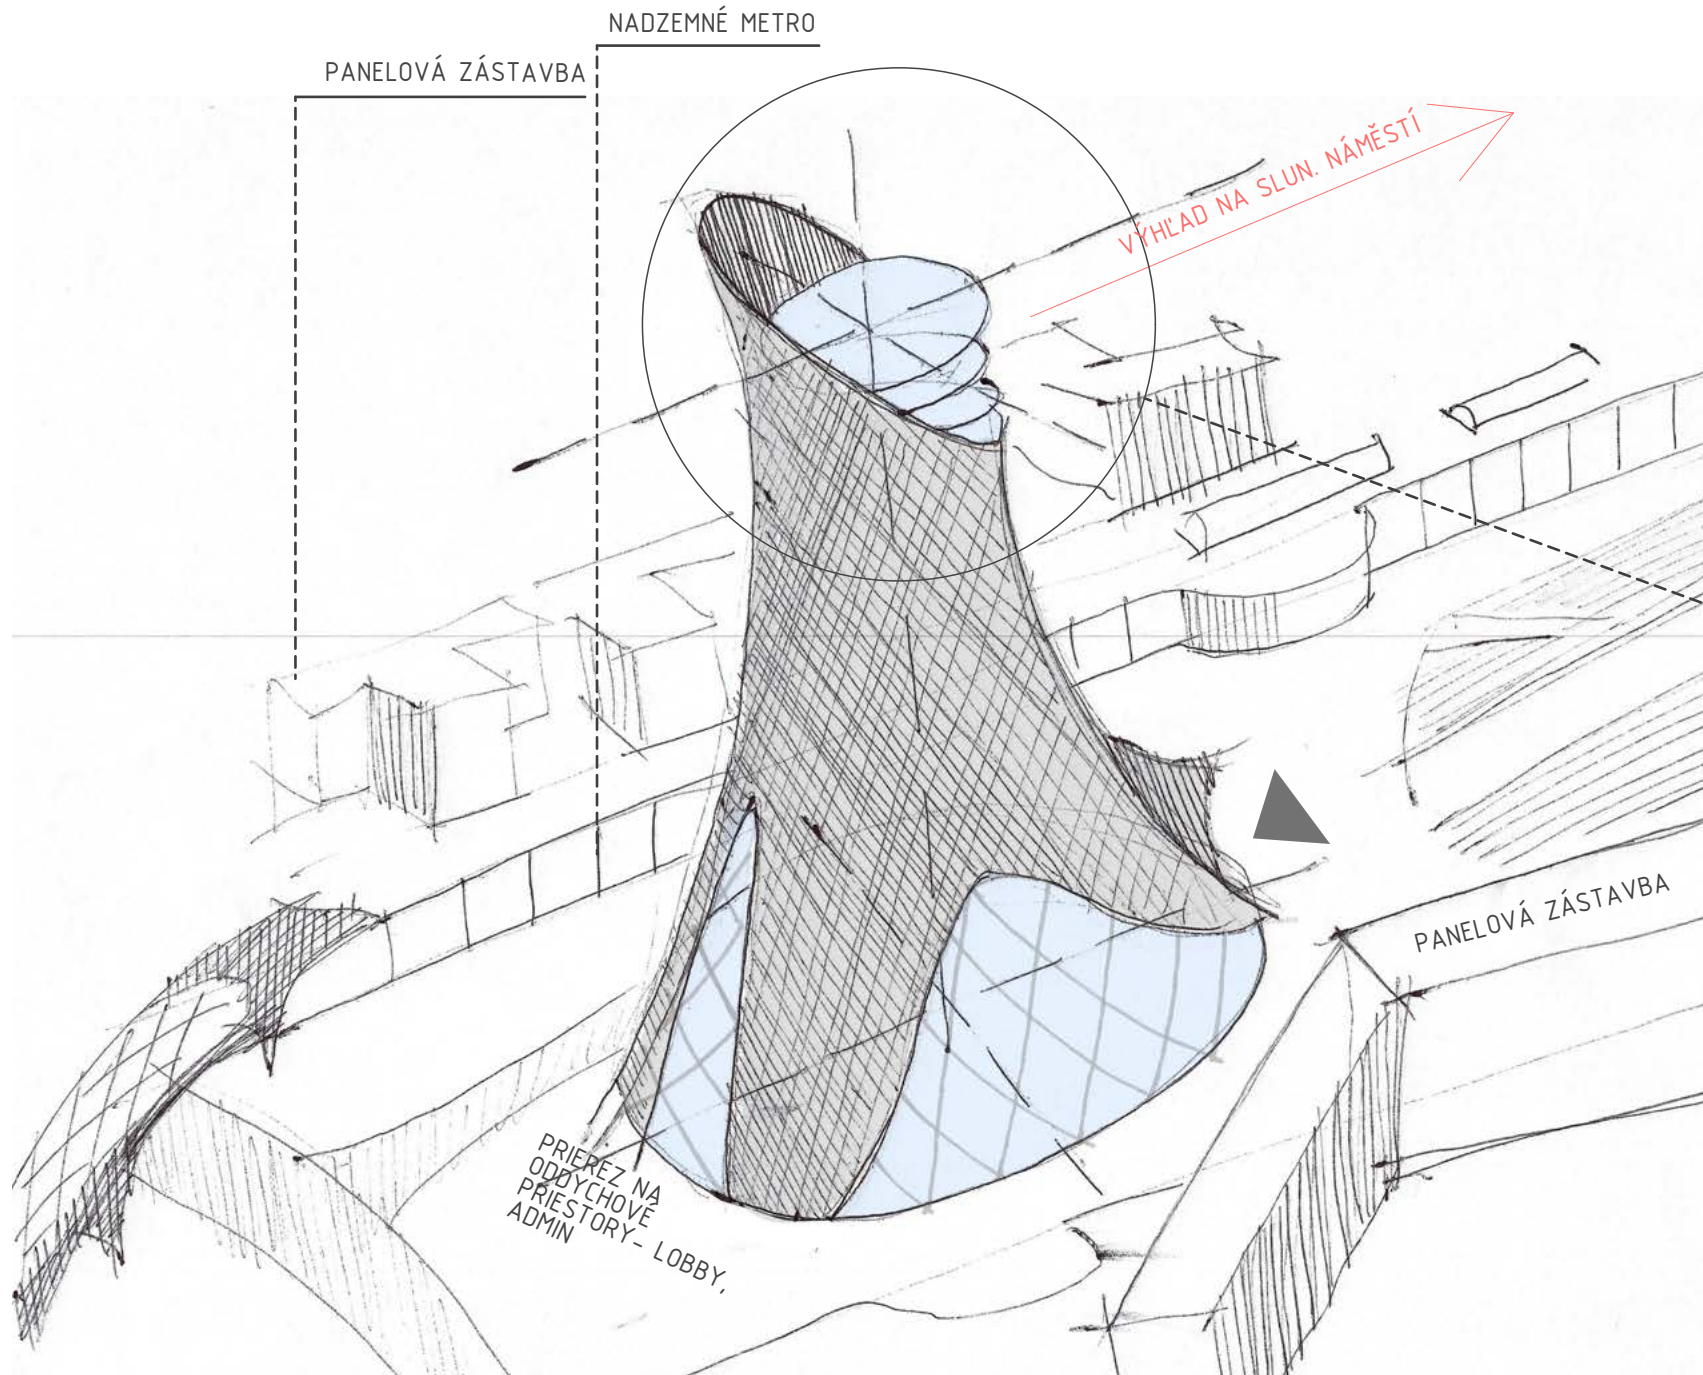 NADZEMNÉ METRO
PANELOVÁ ZÁSTAVBA
VÝHĽAD NA SLUN. NÁMĚSTÍ
PANELOVÁ ZÁSTAVBA
PRIEREZ NA
ODDYCHOVÉ
PRIESTORY- LOBBY,
ADMIN